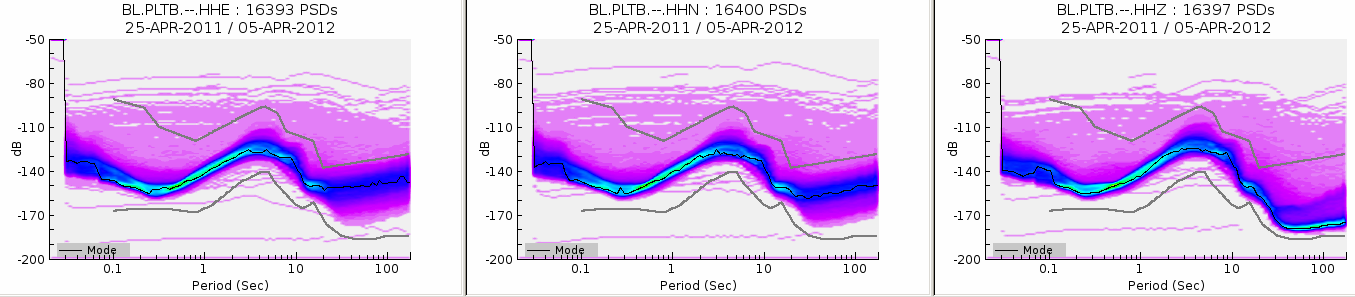 BL.PLTB.--.HHE : 16393 PSDs
25-APR-2011 / 05-APR-2012
-50
-80
-110
-140
-170
-200
dB
Mode
0.1 1 10 100
Period (Sec)
BL.PLTB.--.HHN : 16400 PSDs
25-APR-2011 / 05-APR-2012
-50
-80
-110
-140
-170
-200
dB
Mode
0.1 1 10 100
Period (Sec)
BL.PLTB.--.HHZ : 16397 PSDs
25-APR-2011 / 05-APR-2012
-50
-80
-110
-140
-170
-200
dB
Mode
0.1 1 10 100
Period (Sec)